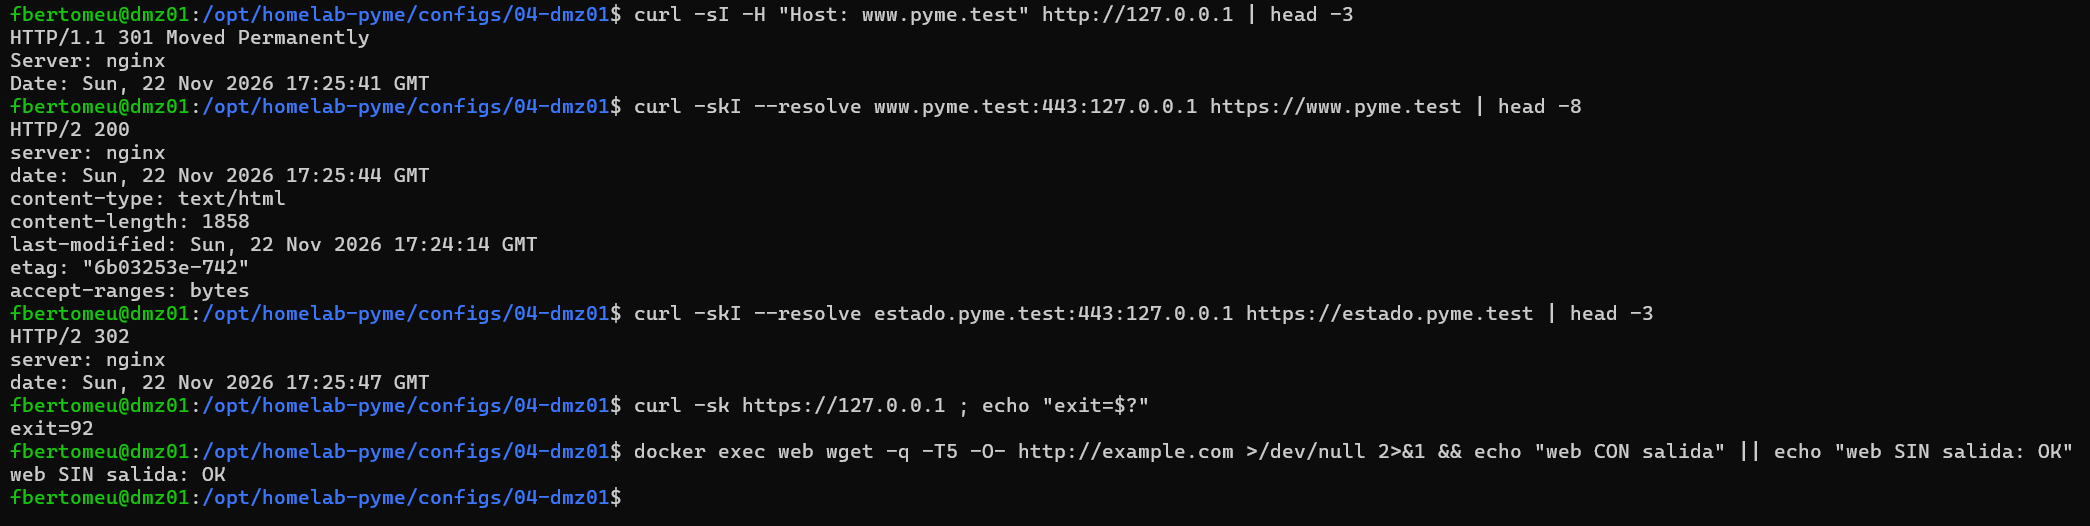 fbertomeu@dmz01:/opt/homelab-pyme/configs/04-dmz01$ curl -sI -H "Host: www.pyme.test" http://127.0.0.1 | head -3
HTTP/1.1 301 Moved Permanently
Server: nginx
Date: Sun, 22 Nov 2026 17:25:41 GMT
fbertomeu@dmz01:/opt/homelab-pyme/configs/04-dmz01$ curl -skI --resolve www.pyme.test:443:127.0.0.1 https://www.pyme.test | head -8
HTTP/2 200
server: nginx
date: Sun, 22 Nov 2026 17:25:44 GMT
content-type: text/html
content-length: 1858
last-modified: Sun, 22 Nov 2026 17:24:14 GMT
etag: "6b03253e-742"
accept-ranges: bytes
fbertomeu@dmz01:/opt/homelab-pyme/configs/04-dmz01$ curl -skI --resolve estado.pyme.test:443:127.0.0.1 https://estado.pyme.test | head -3
HTTP/2 302
server: nginx
date: Sun, 22 Nov 2026 17:25:47 GMT
fbertomeu@dmz01:/opt/homelab-pyme/configs/04-dmz01$ curl -sk https://127.0.0.1 ; echo "exit=$?"
exit=92
fbertomeu@dmz01:/opt/homelab-pyme/configs/04-dmz01$ docker exec web wget -q -T5 -O- http://example.com >/dev/null 2>&1 && echo "web CON salida" || echo "web SIN salida: OK"
web SIN salida: OK
fbertomeu@dmz01:/opt/homelab-pyme/configs/04-dmz01$